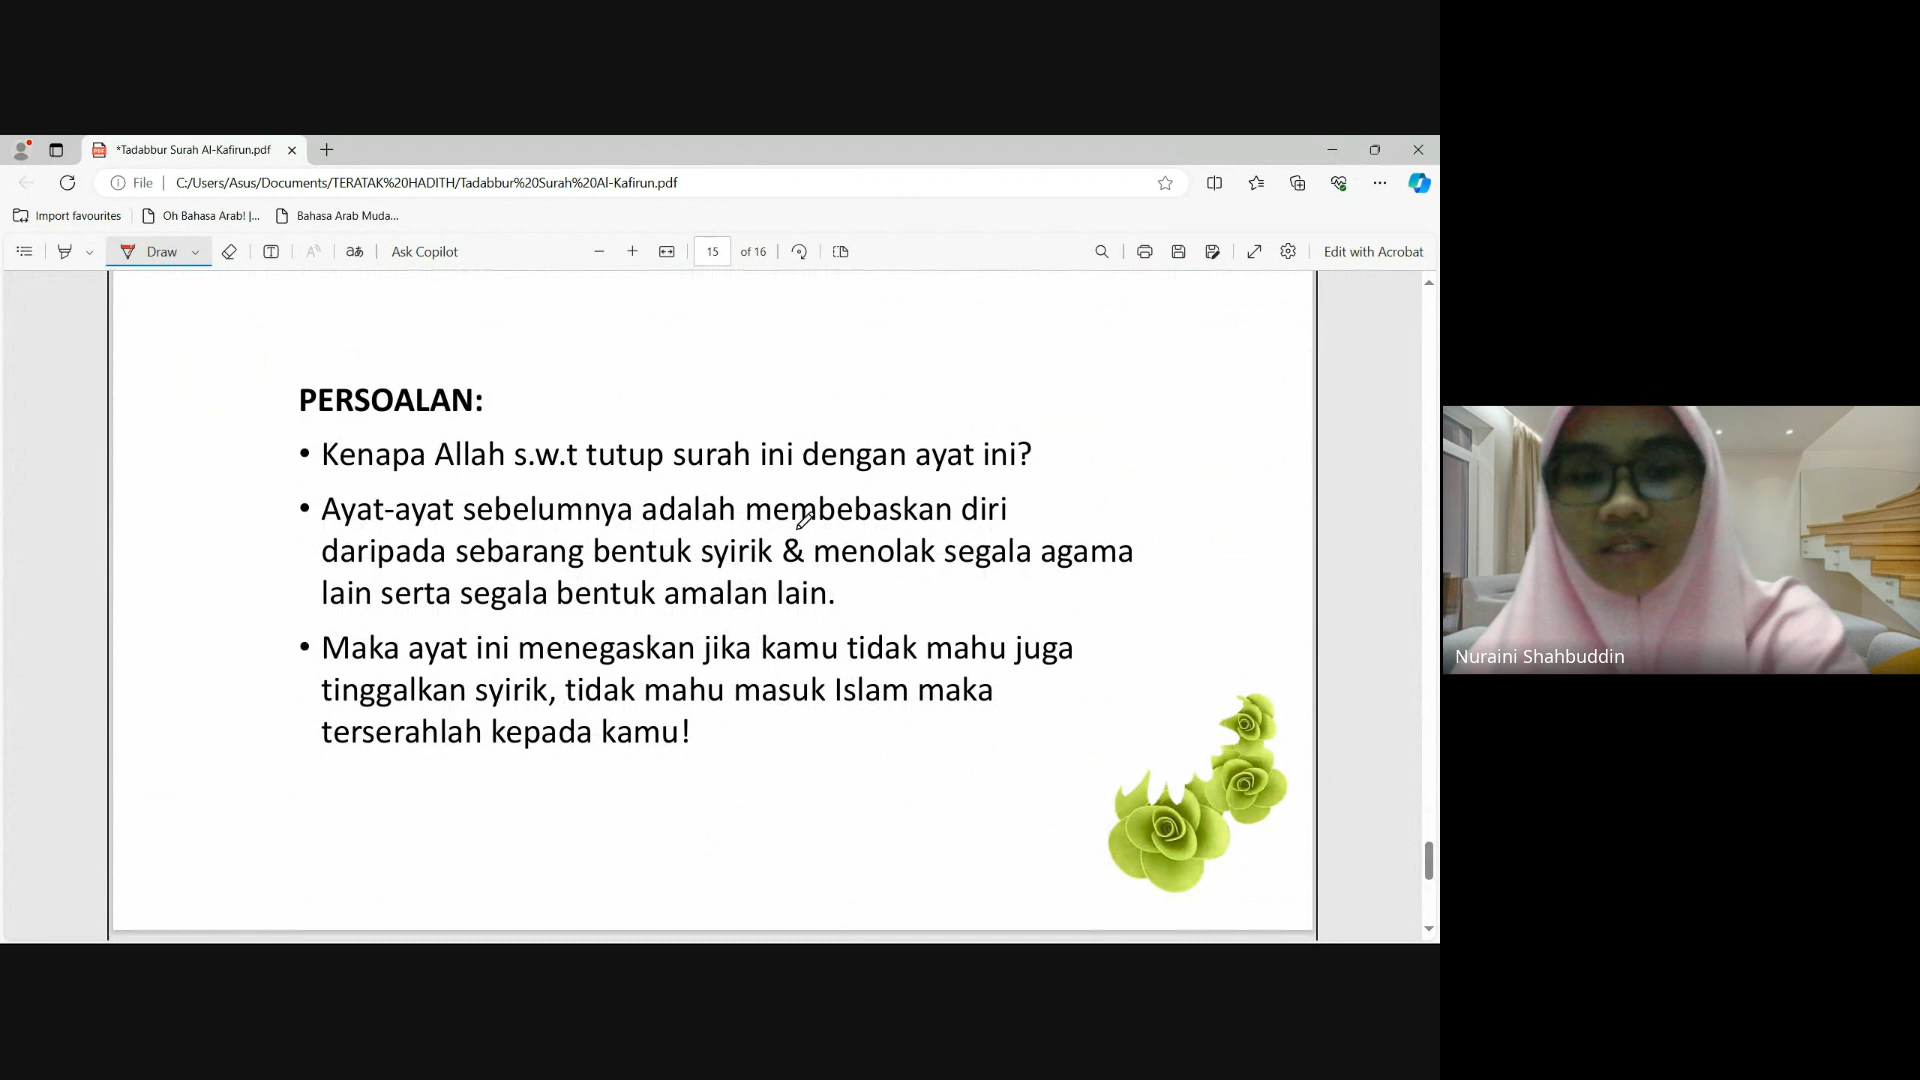 *Tadabbur Surah Al-Kafirun.pdf
File
C:/Users/Asus/Documents/TERATAK%20HADITH/Tadabbur%20Surah%20Al-Kafirun.pdf
Import favourites
Oh Bahasa Arab! |...
Bahasa Arab Muda...
Draw
aあ
Ask Copilot
15 of 16
Edit with Acrobat
PERSOALAN:
• Kenapa Allah s.w.t tutup surah ini dengan ayat ini?
• Ayat-ayat sebelumnya adalah membebaskan diri
daripada sebarang bentuk syirik & menolak segala agama
lain serta segala bentuk amalan lain.
• Maka ayat ini menegaskan jika kamu tidak mahu juga
tinggalkan syirik, tidak mahu masuk Islam maka
terserahlah kepada kamu!
Nuraini Shahbuddin